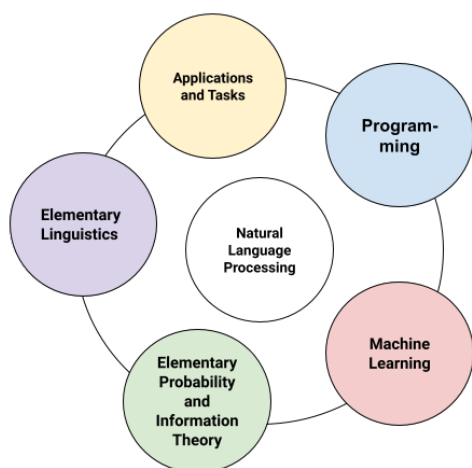 Applications
and Tasks
Program-
ming
Elementary
Linguistics
Natural
Language
Processing
Machine
Learning
Elementary
Probability
and
Information
Theory